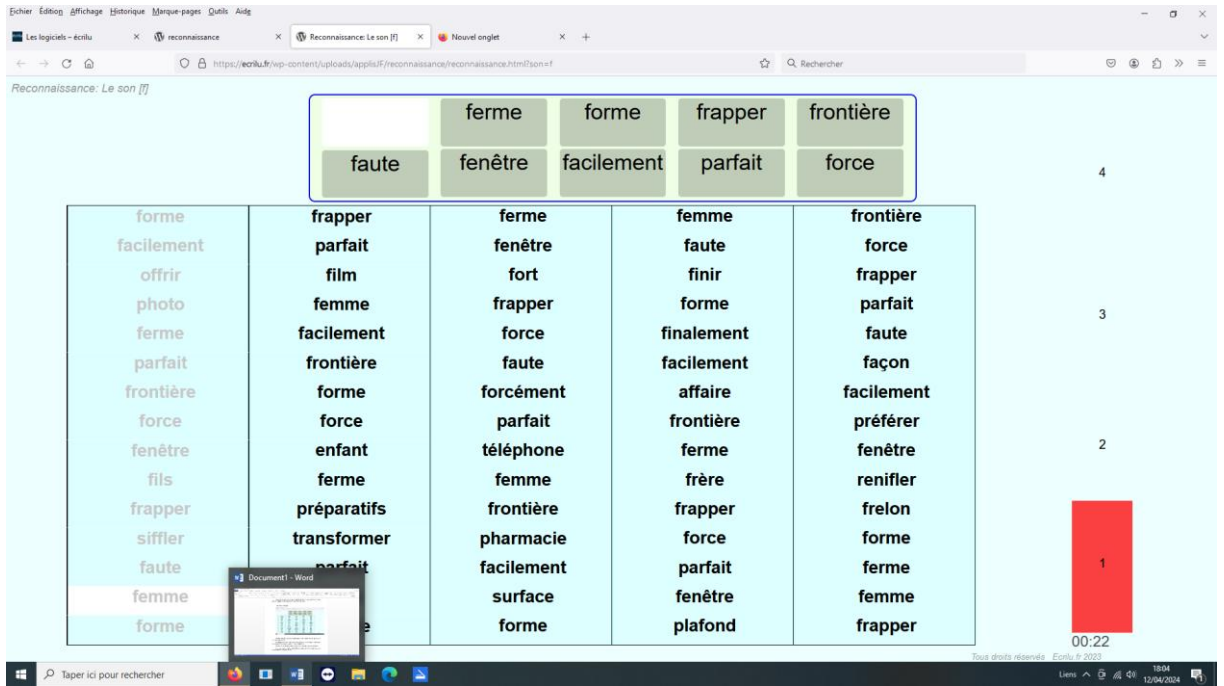 Fichier Édition Affichage Historique Marque-pages Outils Aide
Les logiciels – écrilu reconnaissance Reconnaissance: Le son [f] Nouvel onglet
https://ecrilu.fr/wp-content/uploads/applisJF/reconnaissance/reconnaissance.html?son=f Rechercher
Reconnaissance: Le son [f]
ferme forme frapper frontière
faute fenêtre facilement parfait force
4
forme frapper ferme femme frontière
facilement parfait fenêtre faute force
offrir film fort finir frapper
photo femme frapper forme parfait
3
ferme facilement force finalement faute
parfait frontière faute facilement façon
frontière forme forcément affaire facilement
force force parfait frontière préférer
fenêtre enfant téléphone ferme fenêtre
2
fils ferme femme frère renifler
frapper préparatifs frontière frapper frelon
siffler transformer pharmacie force forme
faute parfait facilement parfait ferme
1
Document1 - Word
femme surface fenêtre femme
forme e forme plafond frapper
00:22
Tous droits réservés Ecrilu.fr 2023
Taper ici pour rechercher Liens 18:04
12/04/2024